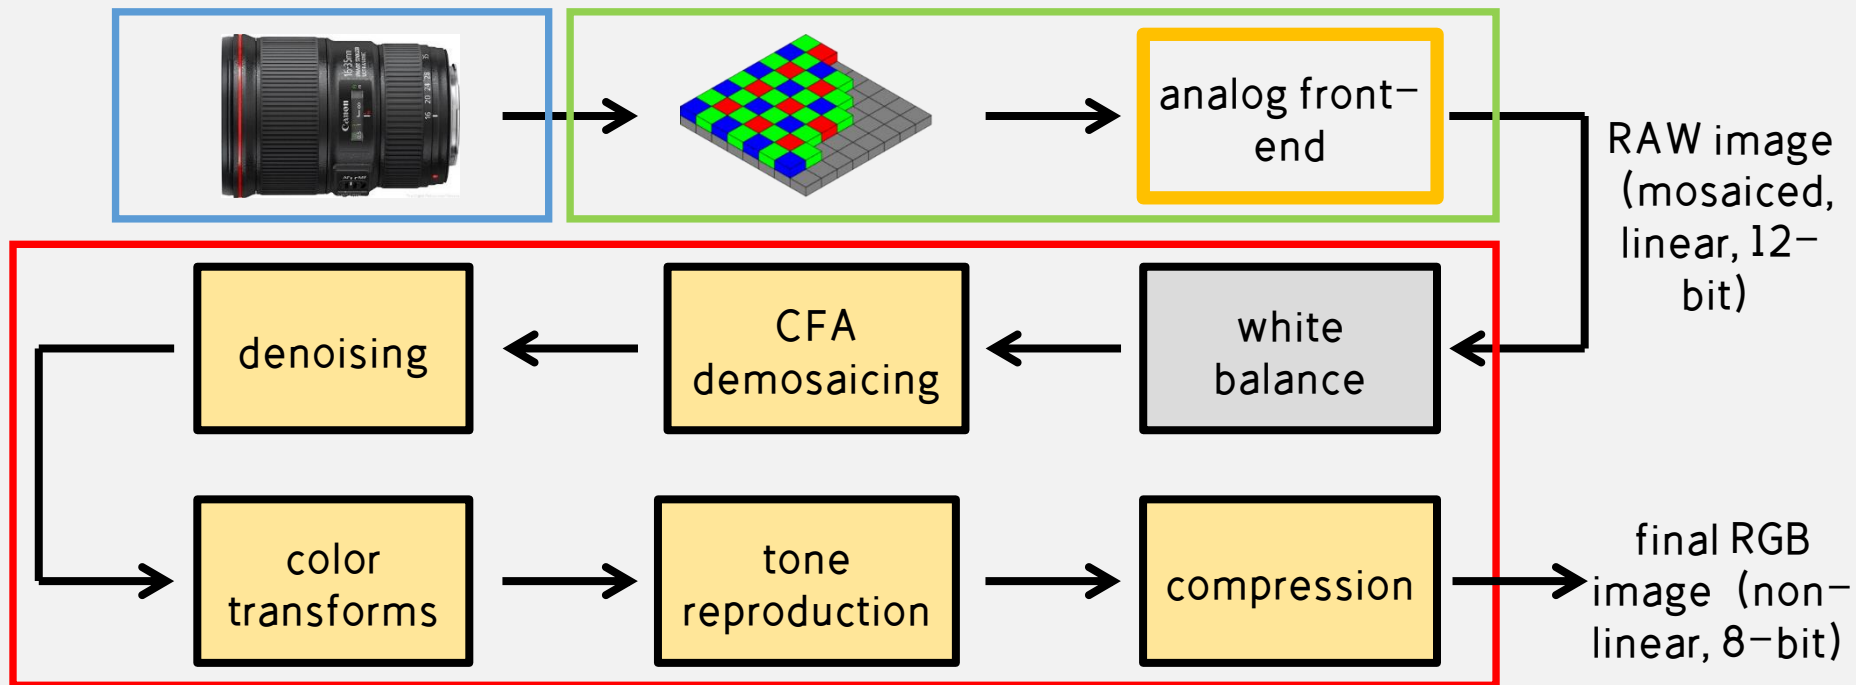 analog front-
end
RAW image
(mosaiced,
linear, 12-
bit)
denoising
CFA
demosaicing
white
balance
color
transforms
tone
reproduction
compression
final RGB
image (non-
linear, 8-bit)
Canon